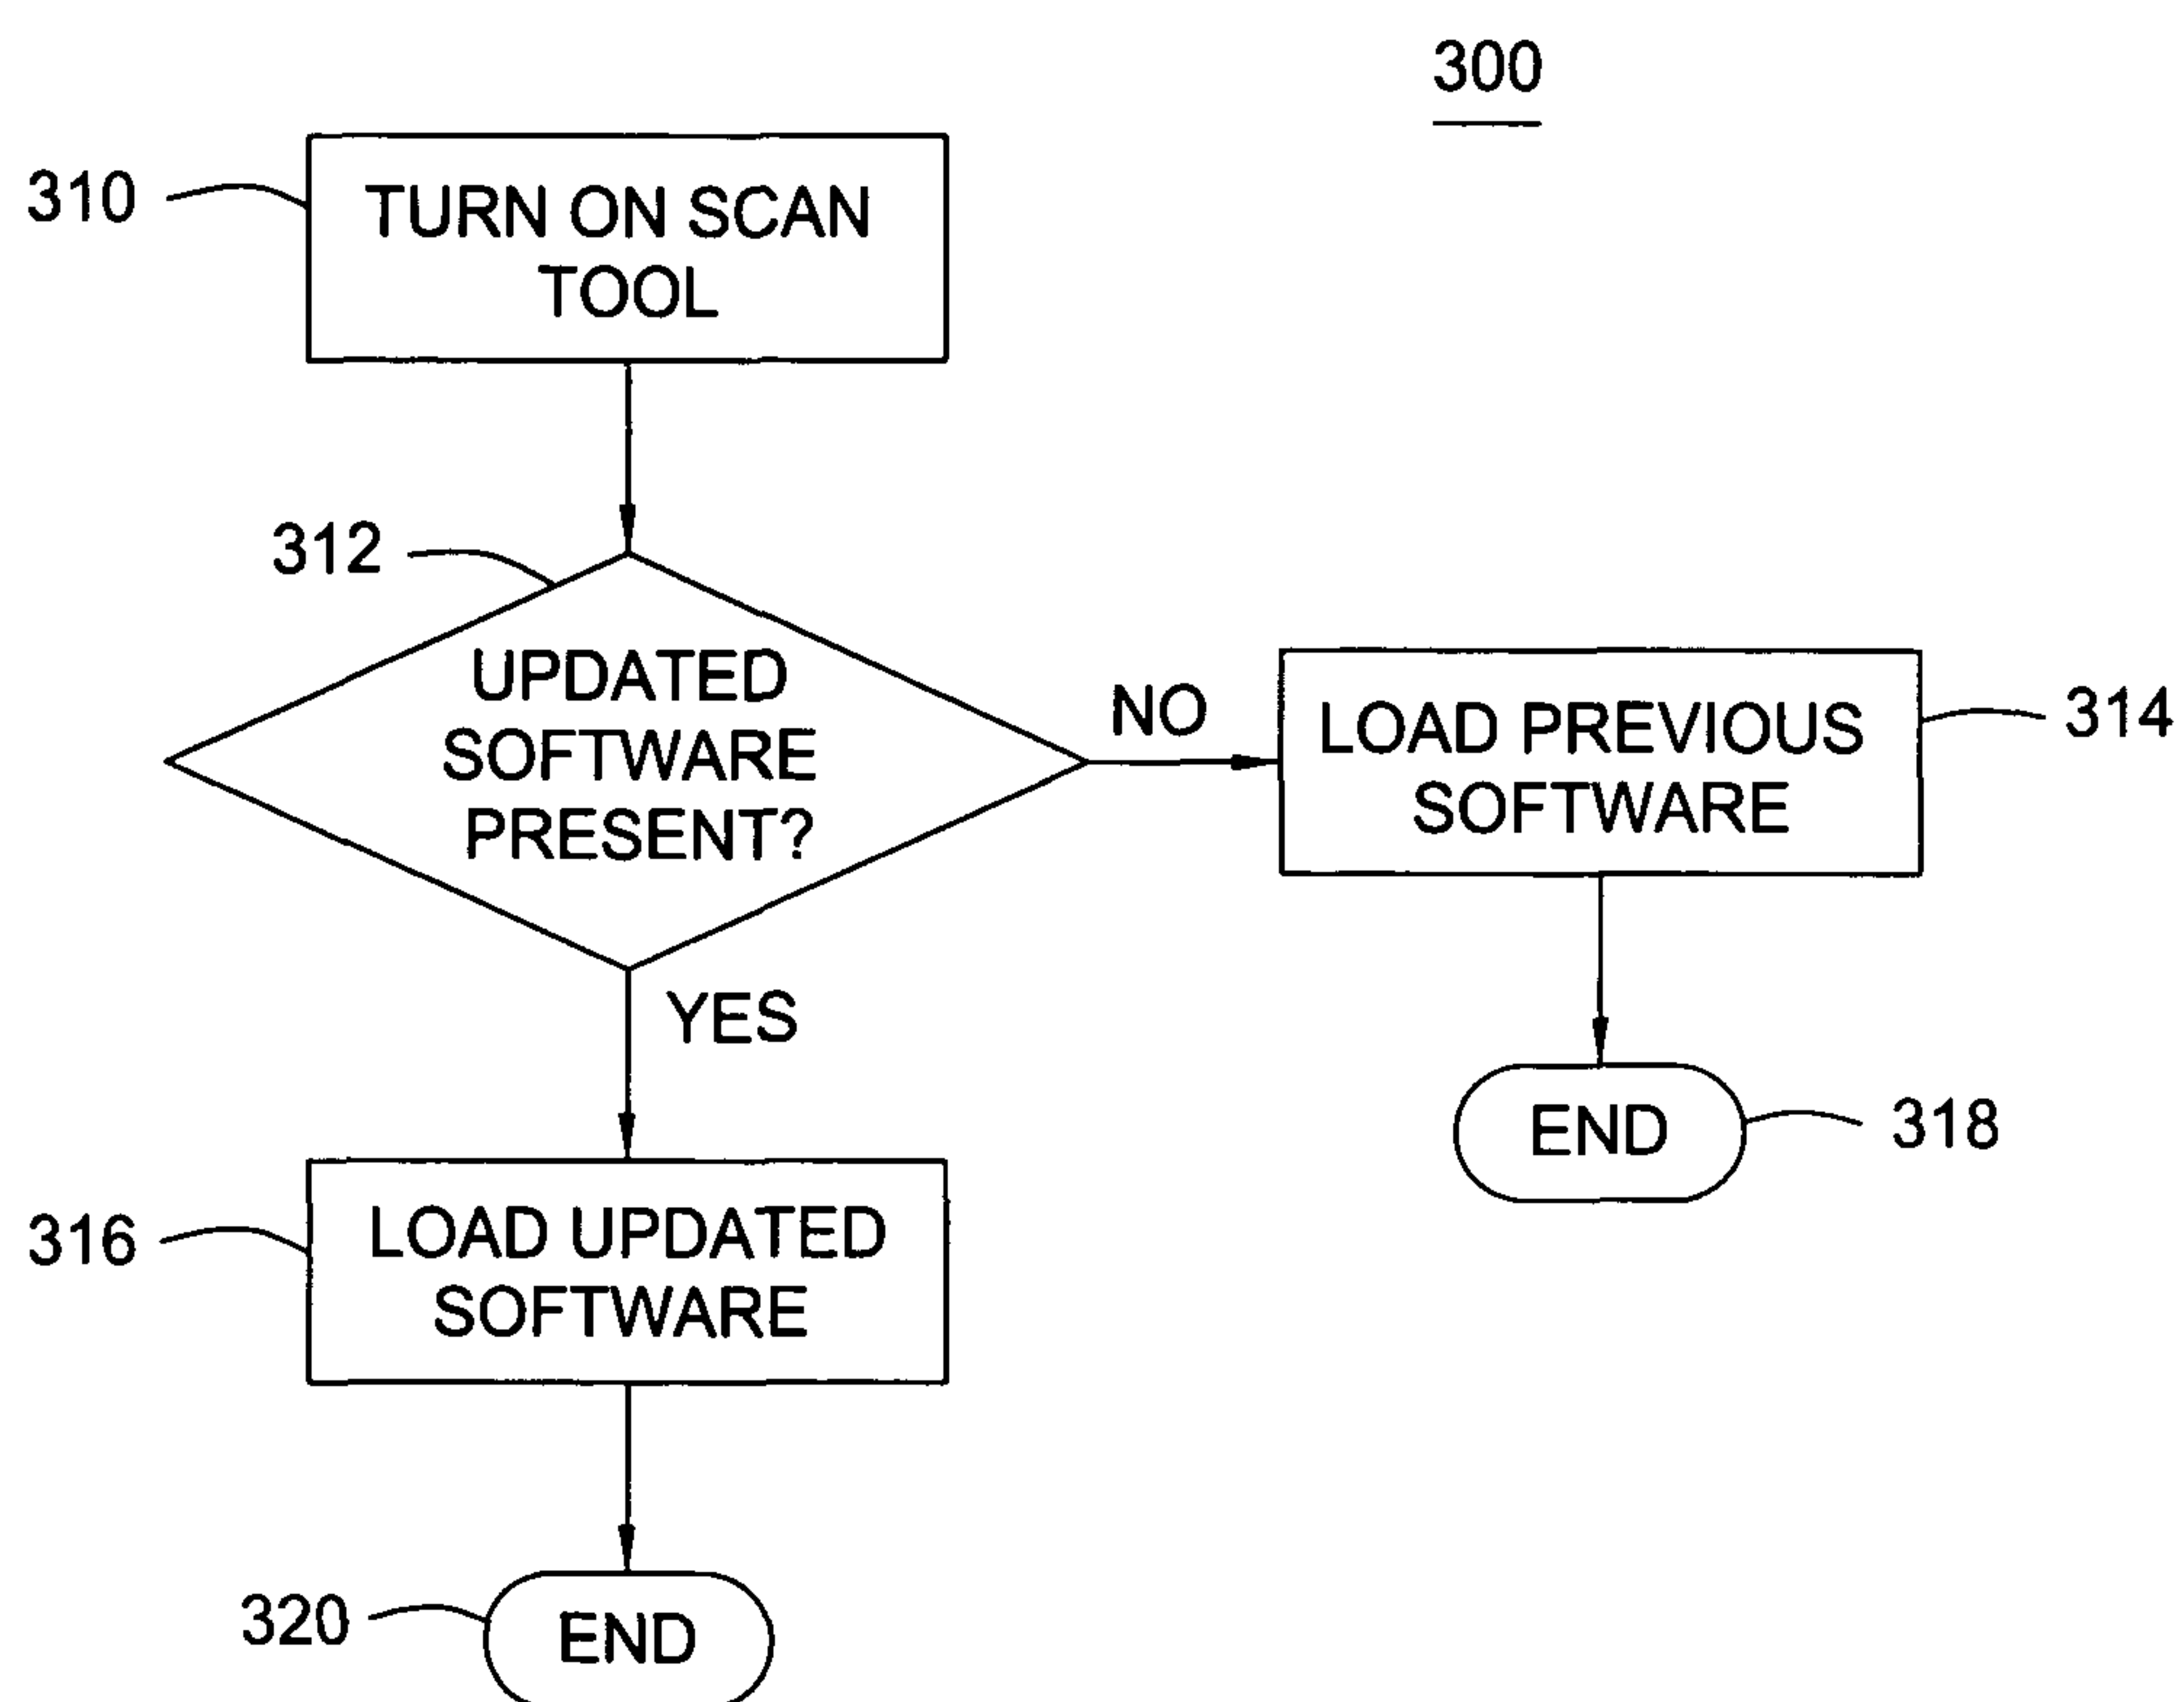 300
310
TURN ON SCAN
TOOL
312
UPDATED
SOFTWARE
PRESENT?
NO
LOAD PREVIOUS
SOFTWARE
314
YES
END
318
316
LOAD UPDATED
SOFTWARE
320
END